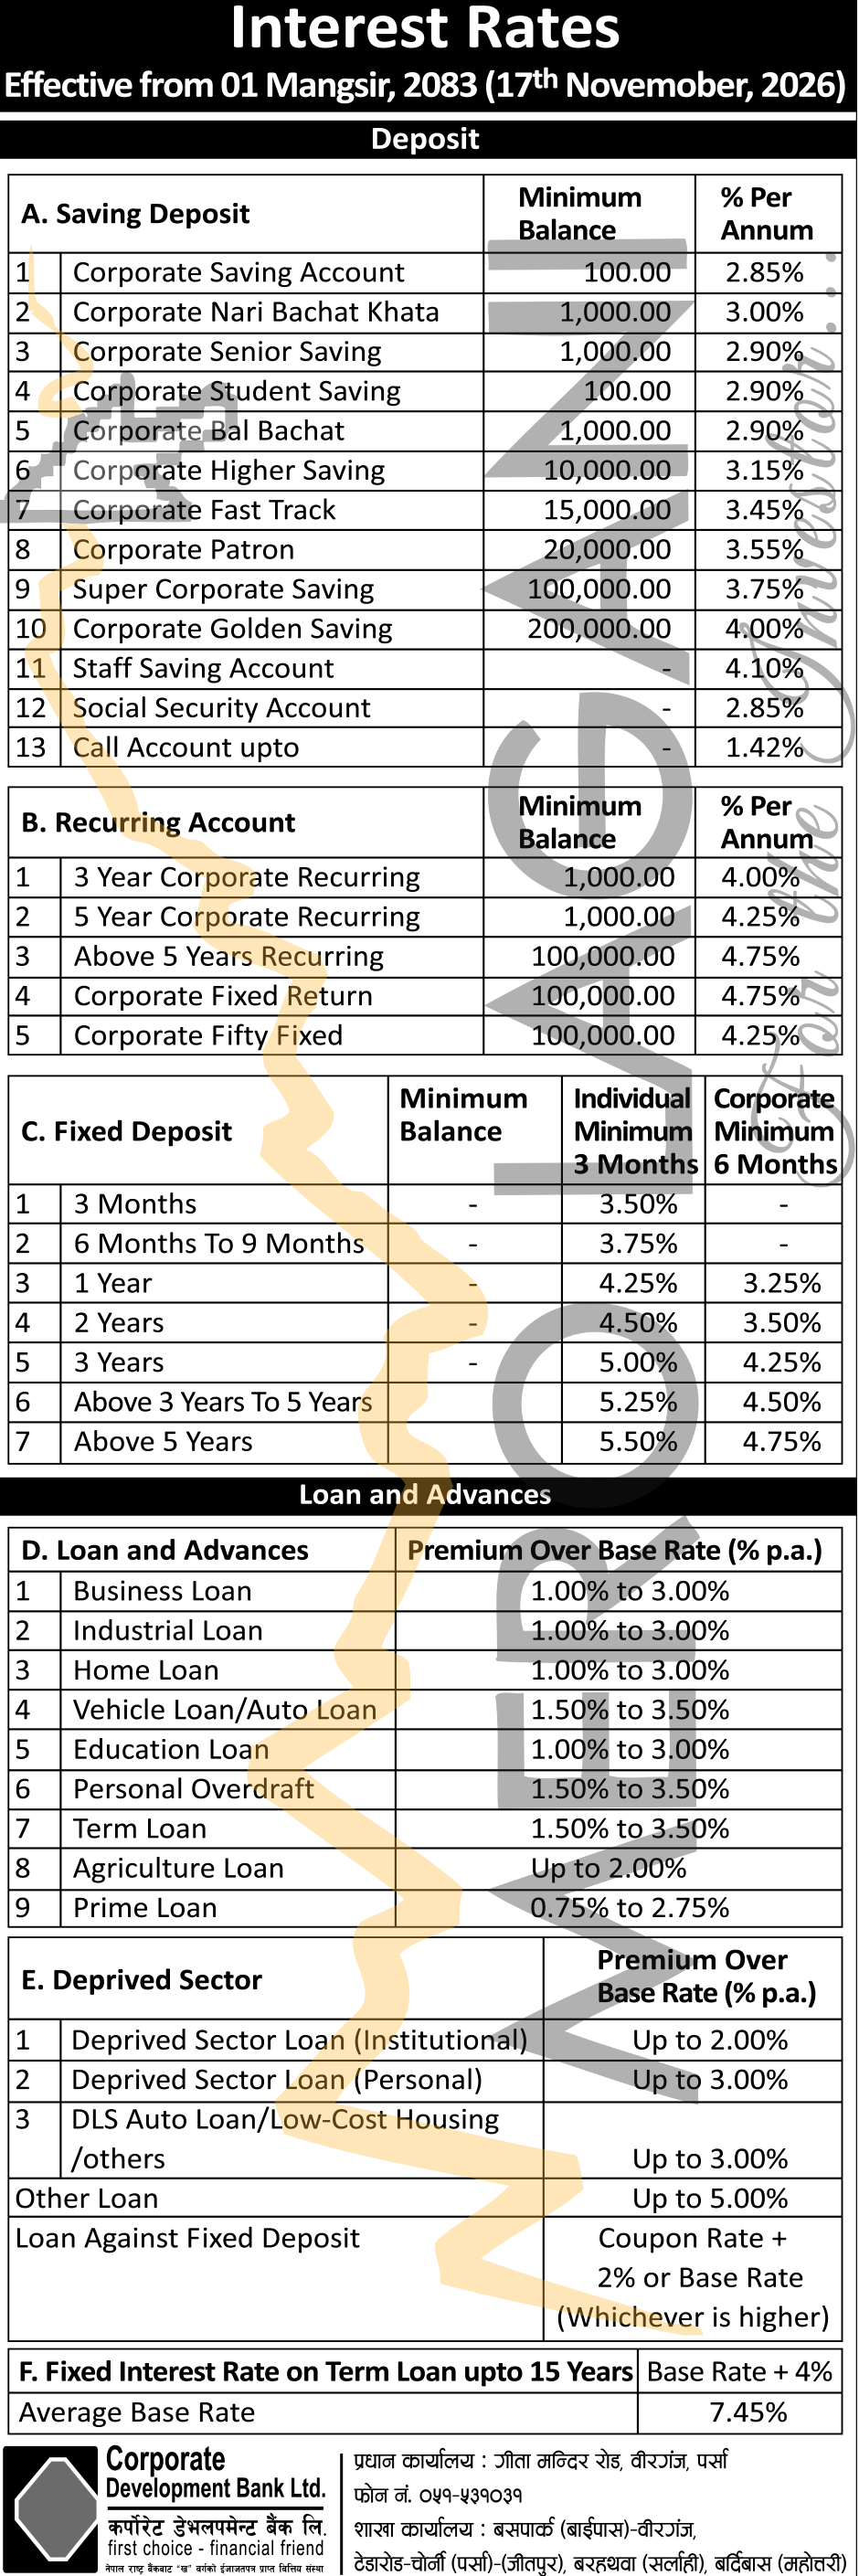 Interest Rates
Effective from 01 Mangsir, 2083 (17th Novemober, 2026)
Deposit
A. Saving Deposit Minimum Balance % Per Annum
1 Corporate Saving Account 100.00 2.85%
2 Corporate Nari Bachat Khata 1,000.00 3.00%
3 Corporate Senior Saving 1,000.00 2.90%
4 Corporate Student Saving 100.00 2.90%
5 Corporate Bal Bachat 1,000.00 2.90%
6 Corporate Higher Saving 10,000.00 3.15%
7 Corporate Fast Track 15,000.00 3.45%
8 Corporate Patron 20,000.00 3.55%
9 Super Corporate Saving 100,000.00 3.75%
10 Corporate Golden Saving 200,000.00 4.00%
11 Staff Saving Account - 4.10%
12 Social Security Account - 2.85%
13 Call Account upto - 1.42%
B. Recurring Account Minimum Balance % Per Annum
1 3 Year Corporate Recurring 1,000.00 4.00%
2 5 Year Corporate Recurring 1,000.00 4.25%
3 Above 5 Years Recurring 100,000.00 4.75%
4 Corporate Fixed Return 100,000.00 4.75%
5 Corporate Fifty Fixed 100,000.00 4.25%
C. Fixed Deposit Minimum Balance Individual Minimum 3 Months Corporate Minimum 6 Months
1 3 Months - 3.50% -
2 6 Months To 9 Months - 3.75% -
3 1 Year - 4.25% 3.25%
4 2 Years - 4.50% 3.50%
5 3 Years - 5.00% 4.25%
6 Above 3 Years To 5 Years 5.25% 4.50%
7 Above 5 Years 5.50% 4.75%
Loan and Advances
D. Loan and Advances Premium Over Base Rate (% p.a.)
1 Business Loan 1.00% to 3.00%
2 Industrial Loan 1.00% to 3.00%
3 Home Loan 1.00% to 3.00%
4 Vehicle Loan/Auto Loan 1.50% to 3.50%
5 Education Loan 1.00% to 3.00%
6 Personal Overdraft 1.50% to 3.50%
7 Term Loan 1.50% to 3.50%
8 Agriculture Loan Up to 2.00%
9 Prime Loan 0.75% to 2.75%
E. Deprived Sector Premium Over Base Rate (% p.a.)
1 Deprived Sector Loan (Institutional) Up to 2.00%
2 Deprived Sector Loan (Personal) Up to 3.00%
3 DLS Auto Loan/Low-Cost Housing
/others Up to 3.00%
Other Loan Up to 5.00%
Loan Against Fixed Deposit Coupon Rate +
2% or Base Rate
(Whichever is higher)
F. Fixed Interest Rate on Term Loan upto 15 Years Base Rate + 4%
Average Base Rate 7.45%
Corporate
Development Bank Ltd.
कर्पोरेट डेभलपमेन्ट बैंक लि.
first choice - financial friend
नेपाल राष्ट्र बैंकबाट "ख" वर्गको ईजाजतपत्र प्राप्त वित्तिय संस्था
प्रधान कार्यालय : गीता मन्दिर रोड, वीरगंज, पर्सा
फोन नं. ०५१-५३१०३१
शाखा कार्यालय : बसपार्क (बाईपास)-वीरगंज,
ठेडारोड-चोर्नी (पर्सा)-(जीतपुर), बरहथवा (सर्लाही), बर्दिबास (महोत्तरी)
MERO LAGANI
For the Investor...